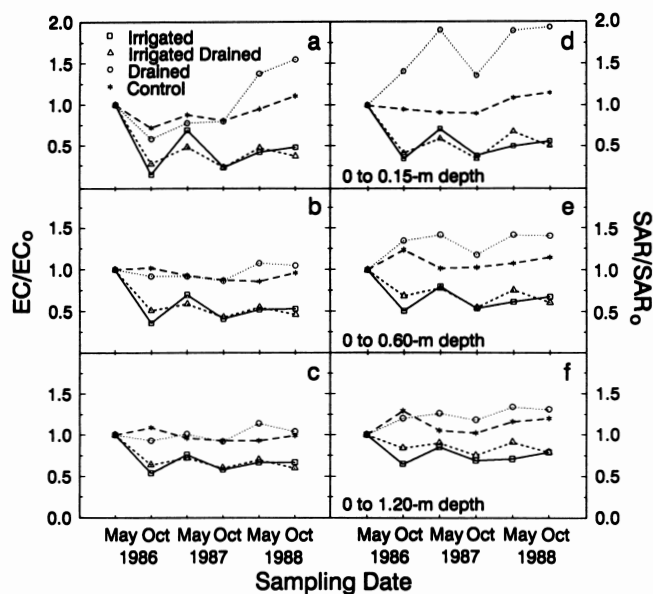 2.0
1.5
1.0
0.5
1.5
1.0
0.5
1.5
1.0
0.5
0.0
EC/ECo
Irrigated
Irrigated Drained
Drained
Control
a
b
c
d
0 to 0.15-m depth
e
0 to 0.60-m depth
f
0 to 1.20-m depth
2.0
1.5
1.0
0.5
1.5
1.0
0.5
1.5
1.0
0.5
0.0
SAR/SARo
May Oct May Oct May Oct
1986 1987 1988
May Oct May Oct May Oct
1986 1987 1988
Sampling Date